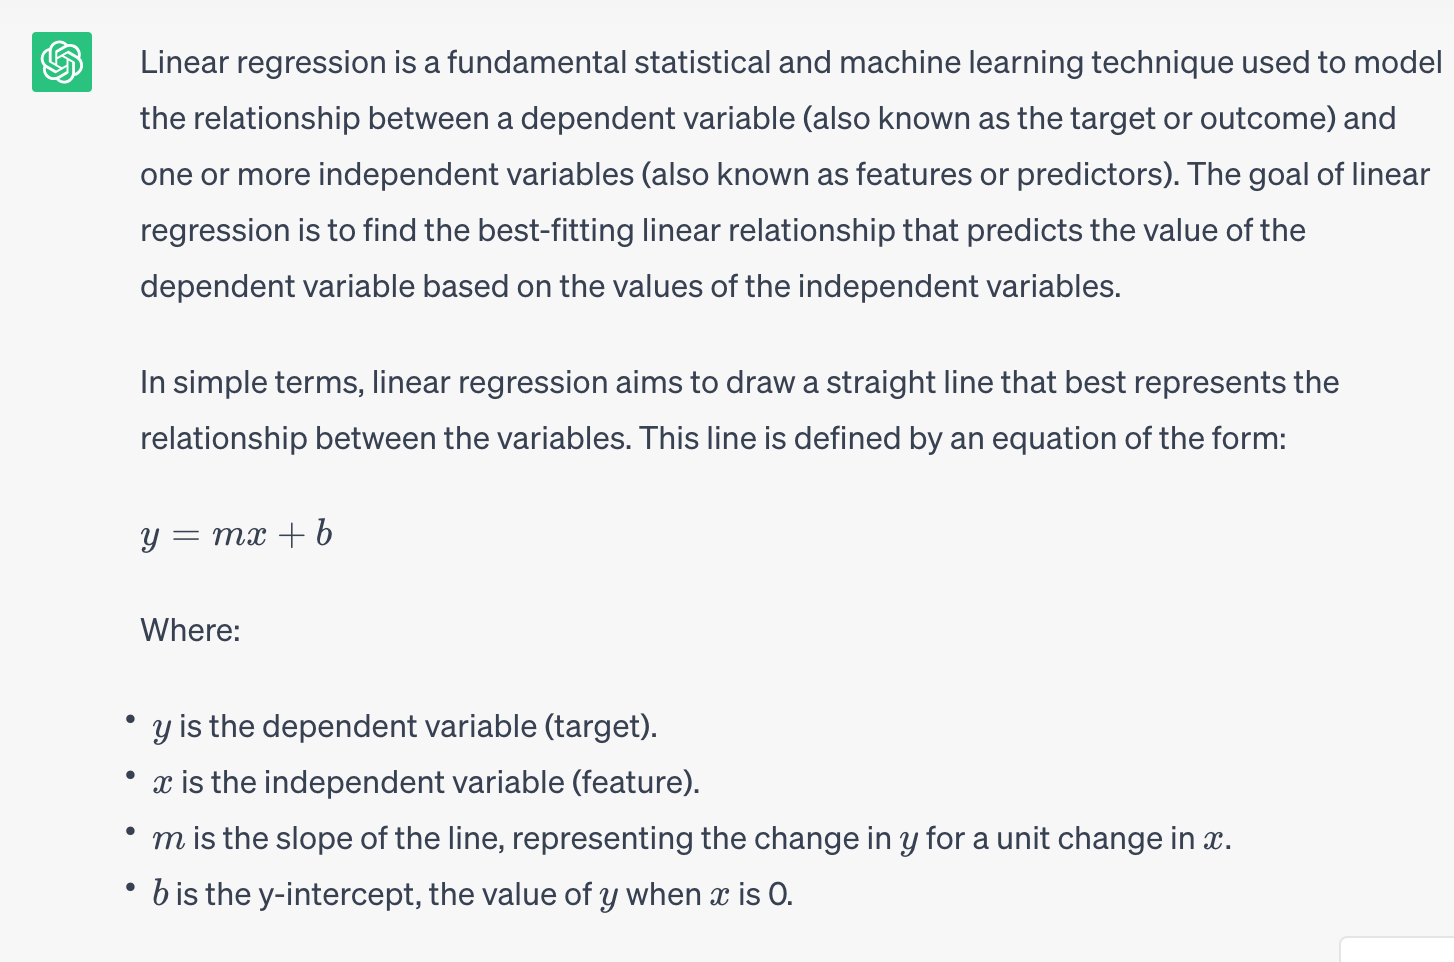 Linear regression is a fundamental statistical and machine learning technique used to model
the relationship between a dependent variable (also known as the target or outcome) and
one or more independent variables (also known as features or predictors). The goal of linear
regression is to find the best-fitting linear relationship that predicts the value of the
dependent variable based on the values of the independent variables.
In simple terms, linear regression aims to draw a straight line that best represents the
relationship between the variables. This line is defined by an equation of the form:
y = mx + b
Where:
• y is the dependent variable (target).
• x is the independent variable (feature).
• m is the slope of the line, representing the change in y for a unit change in x.
• b is the y-intercept, the value of y when x is 0.